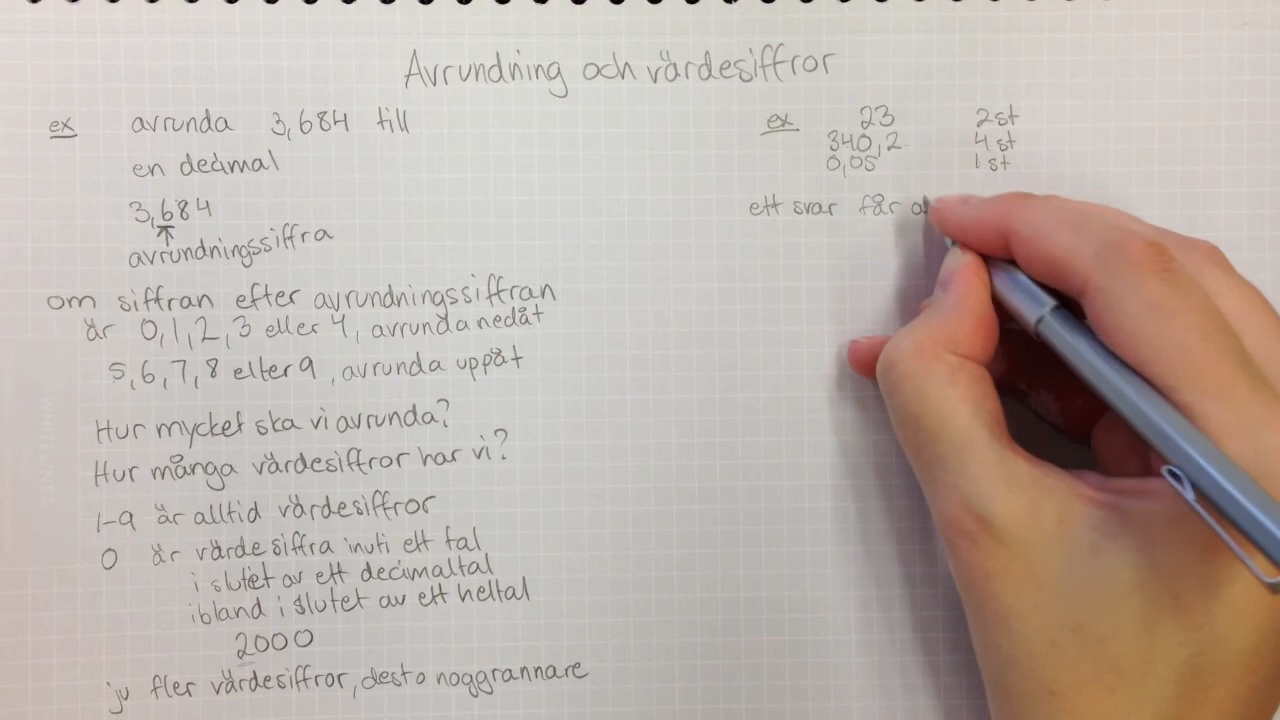 Avrundning och värdesiffror
ex avrunda 3,684 till
en decimal
3,684
avrundningssiffra
om siffran efter avrundningssiffran
är 0,1,2,3 eller 4, avrunda nedåt
5,6,7,8 eller 9, avrunda uppåt
Hur mycket ska vi avrunda?
Hur många värdesiffror har vi?
1-9 är alltid värdesiffror
0 är värdesiffra inuti ett tal
i slutet av ett decimaltal
ibland i slutet av ett heltal
2000
ju fler värdesiffror, desto noggrannare
ex 23 2st
340,2 4 st
0,05 1 st
ett svar får